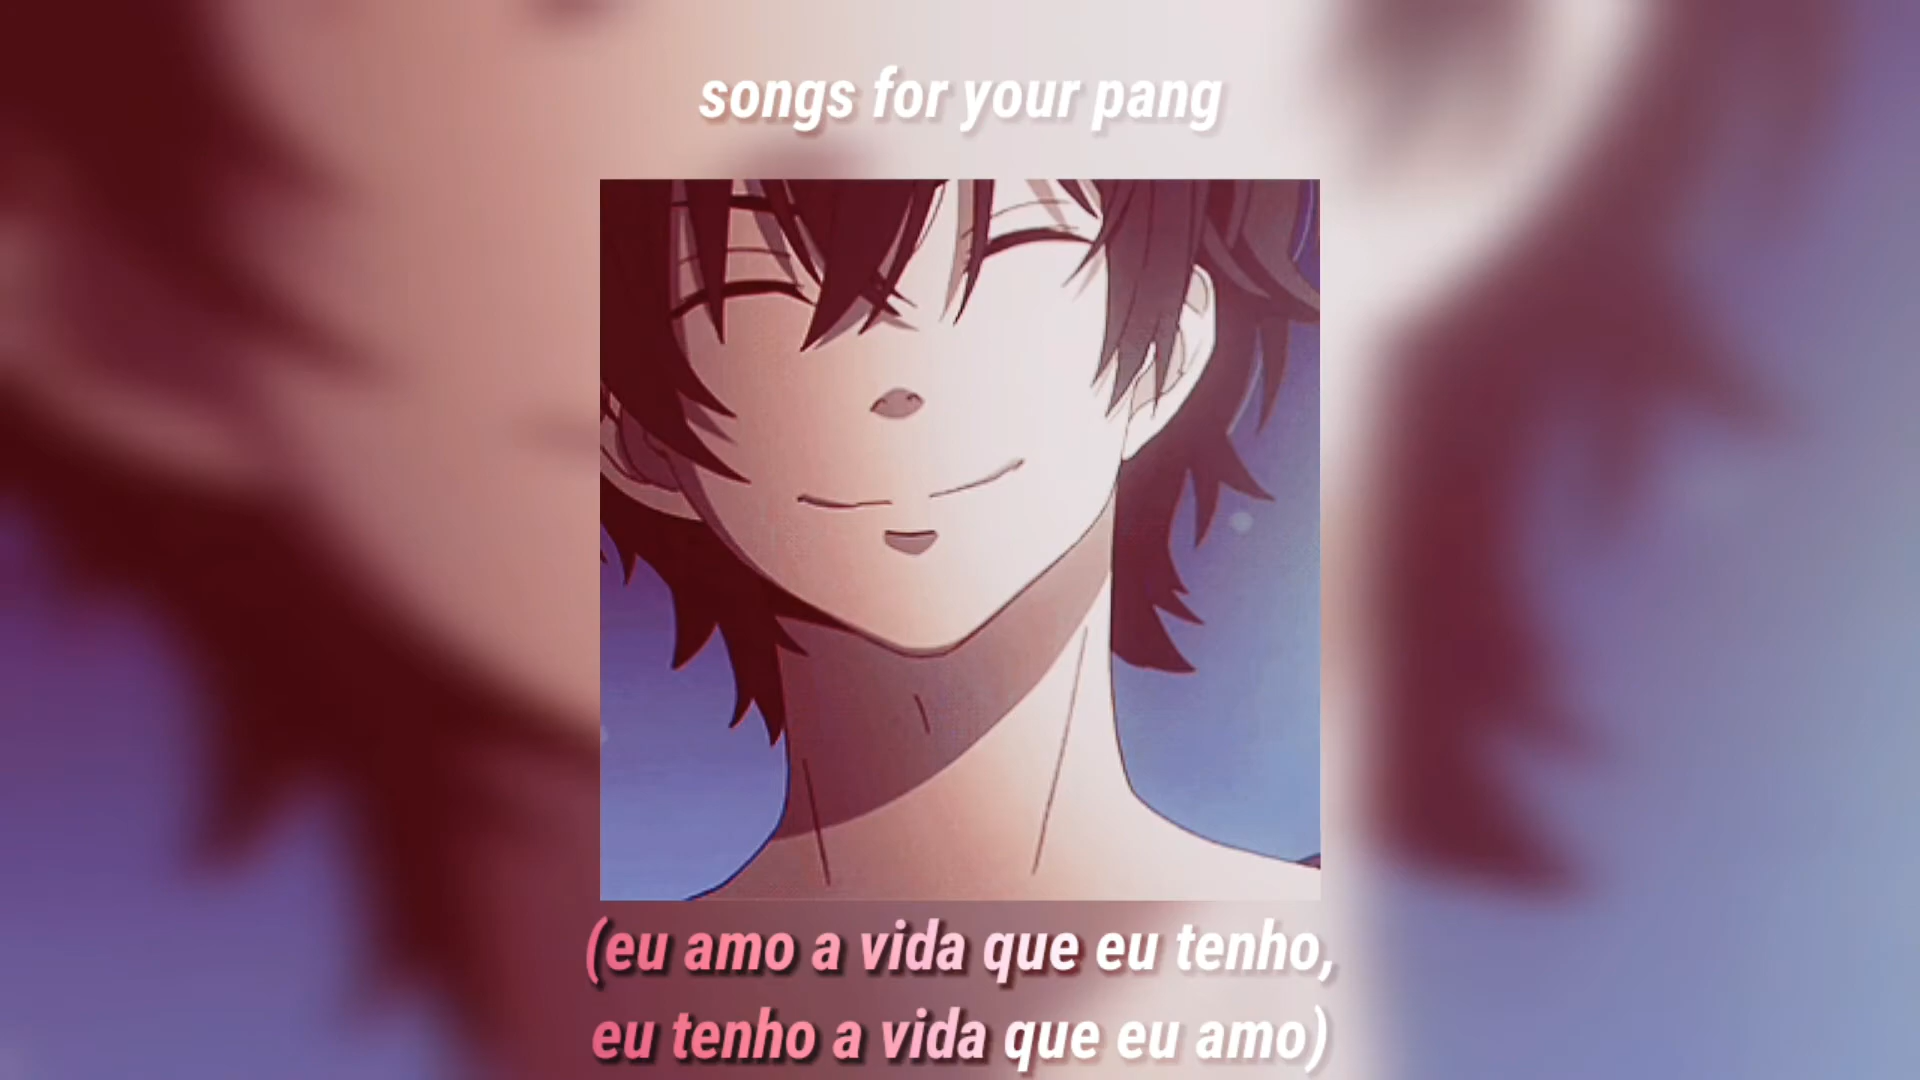 songs for your pang
(eu amo a vida que eu tenho,
eu tenho a vida que eu amo)